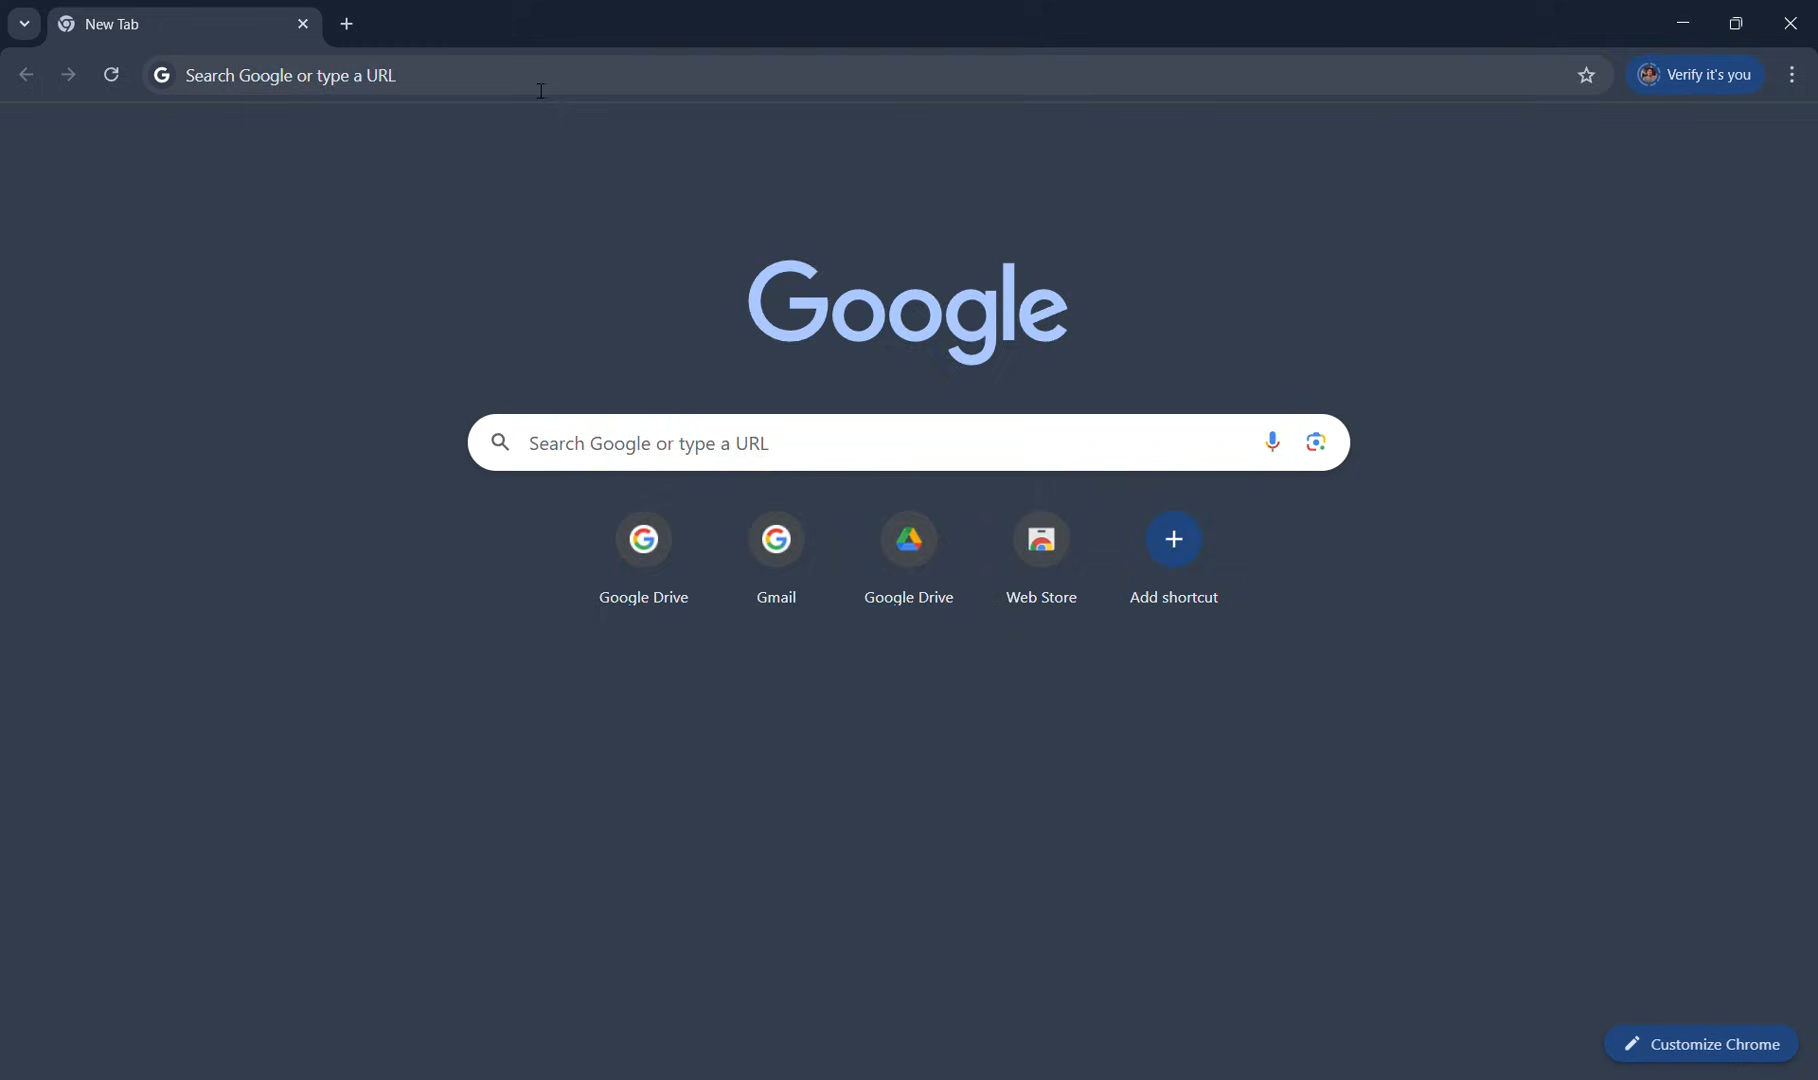 New Tab
Search Google or type a URL
Verify it's you
Google
Search Google or type a URL
Google Drive
Gmail
Google Drive
Web Store
Add shortcut
Customize Chrome